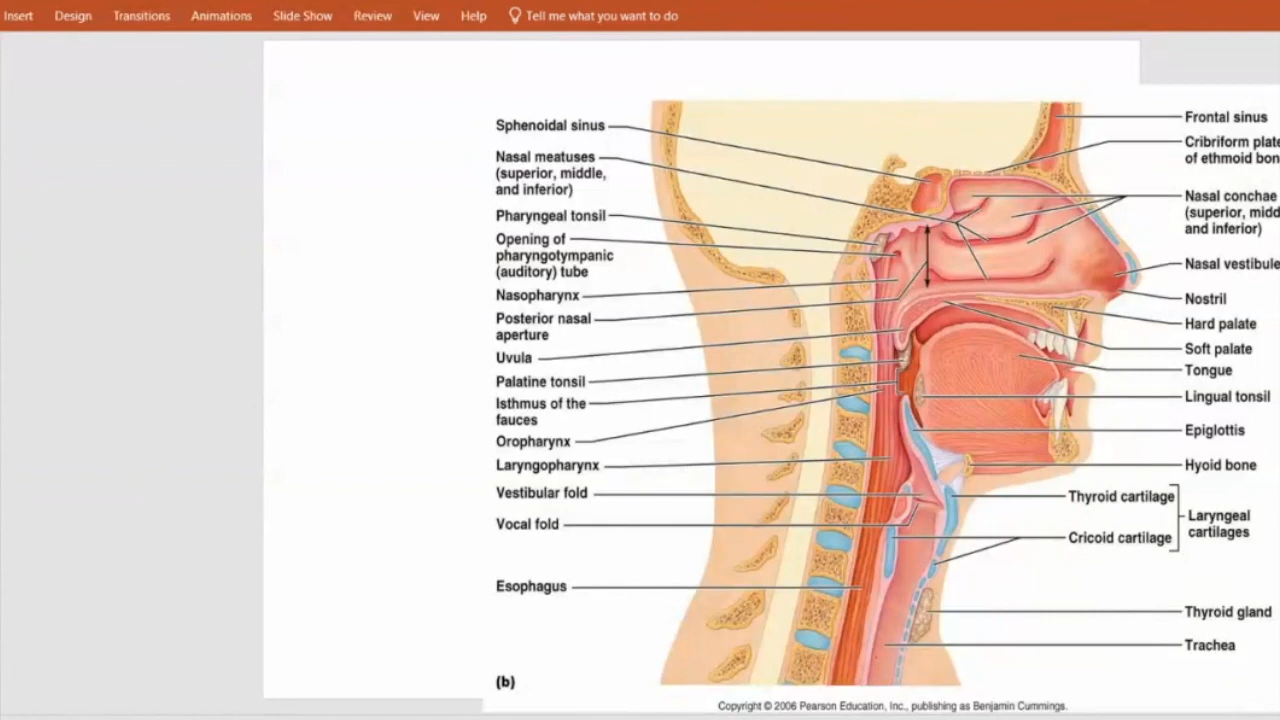 Insert Design Transitions Animations Slide Show Review View Help Tell me what you want to do
Sphenoidal sinus
Nasal meatuses
(superior, middle,
and inferior)
Pharyngeal tonsil
Opening of
pharyngotympanic
(auditory) tube
Nasopharynx
Posterior nasal
aperture
Uvula
Palatine tonsil
Isthmus of the
fauces
Oropharynx
Laryngopharynx
Vestibular fold
Vocal fold
Esophagus
(b)
Frontal sinus
Cribriform plate
of ethmoid bon
Nasal conchae
(superior, midd
and inferior)
Nasal vestibule
Nostril
Hard palate
Soft palate
Tongue
Lingual tonsil
Epiglottis
Hyoid bone
Thyroid cartilage
Cricoid cartilage
Laryngeal
cartilages
Thyroid gland
Trachea
Copyright © 2006 Pearson Education, Inc., publishing as Benjamin Cummings.